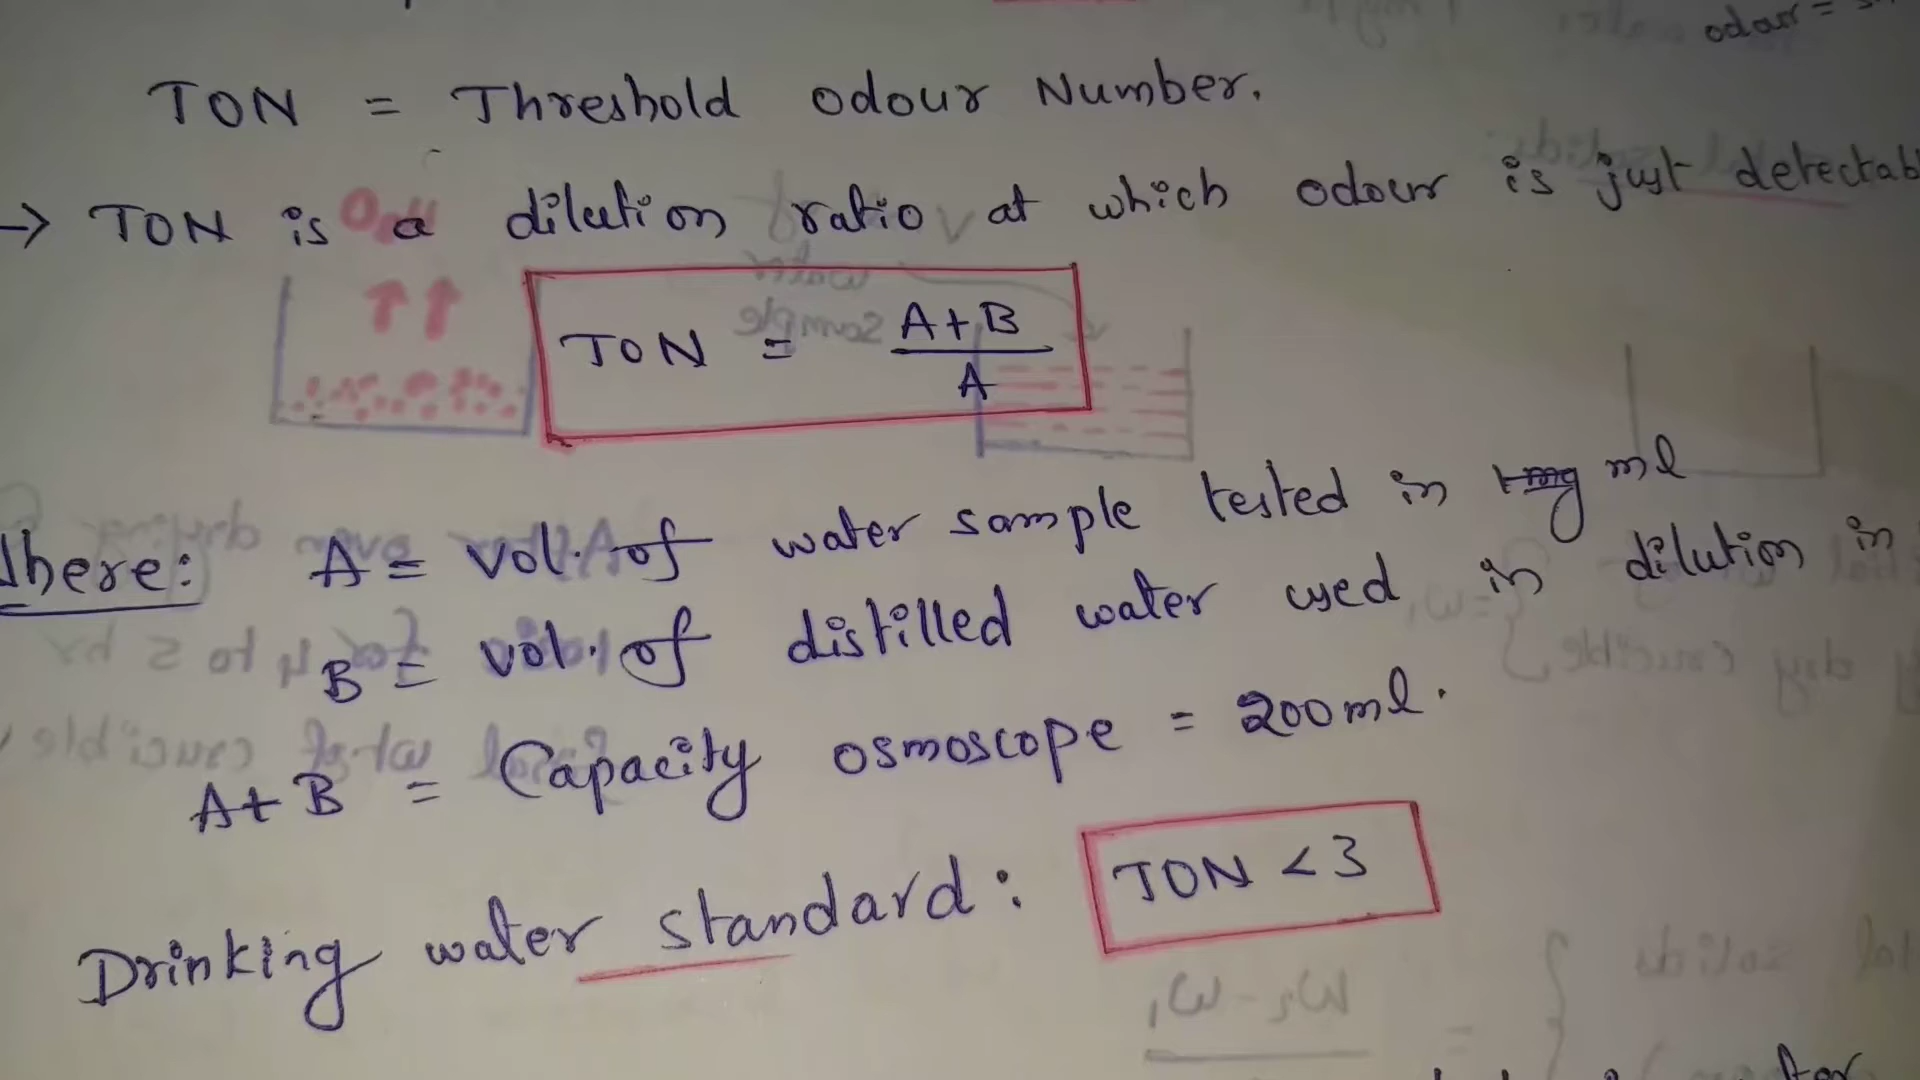 odour =
TON = Threshold odour Number.
→ TON is a dilution ratio at which odour is just detectabl
TON = A+B / A
Where: A = vol. of water sample tested in ml
B = vol. of distilled water used in dilution in
A+B = Capacity osmoscope = 200ml.
Drinking water standard: TON <3